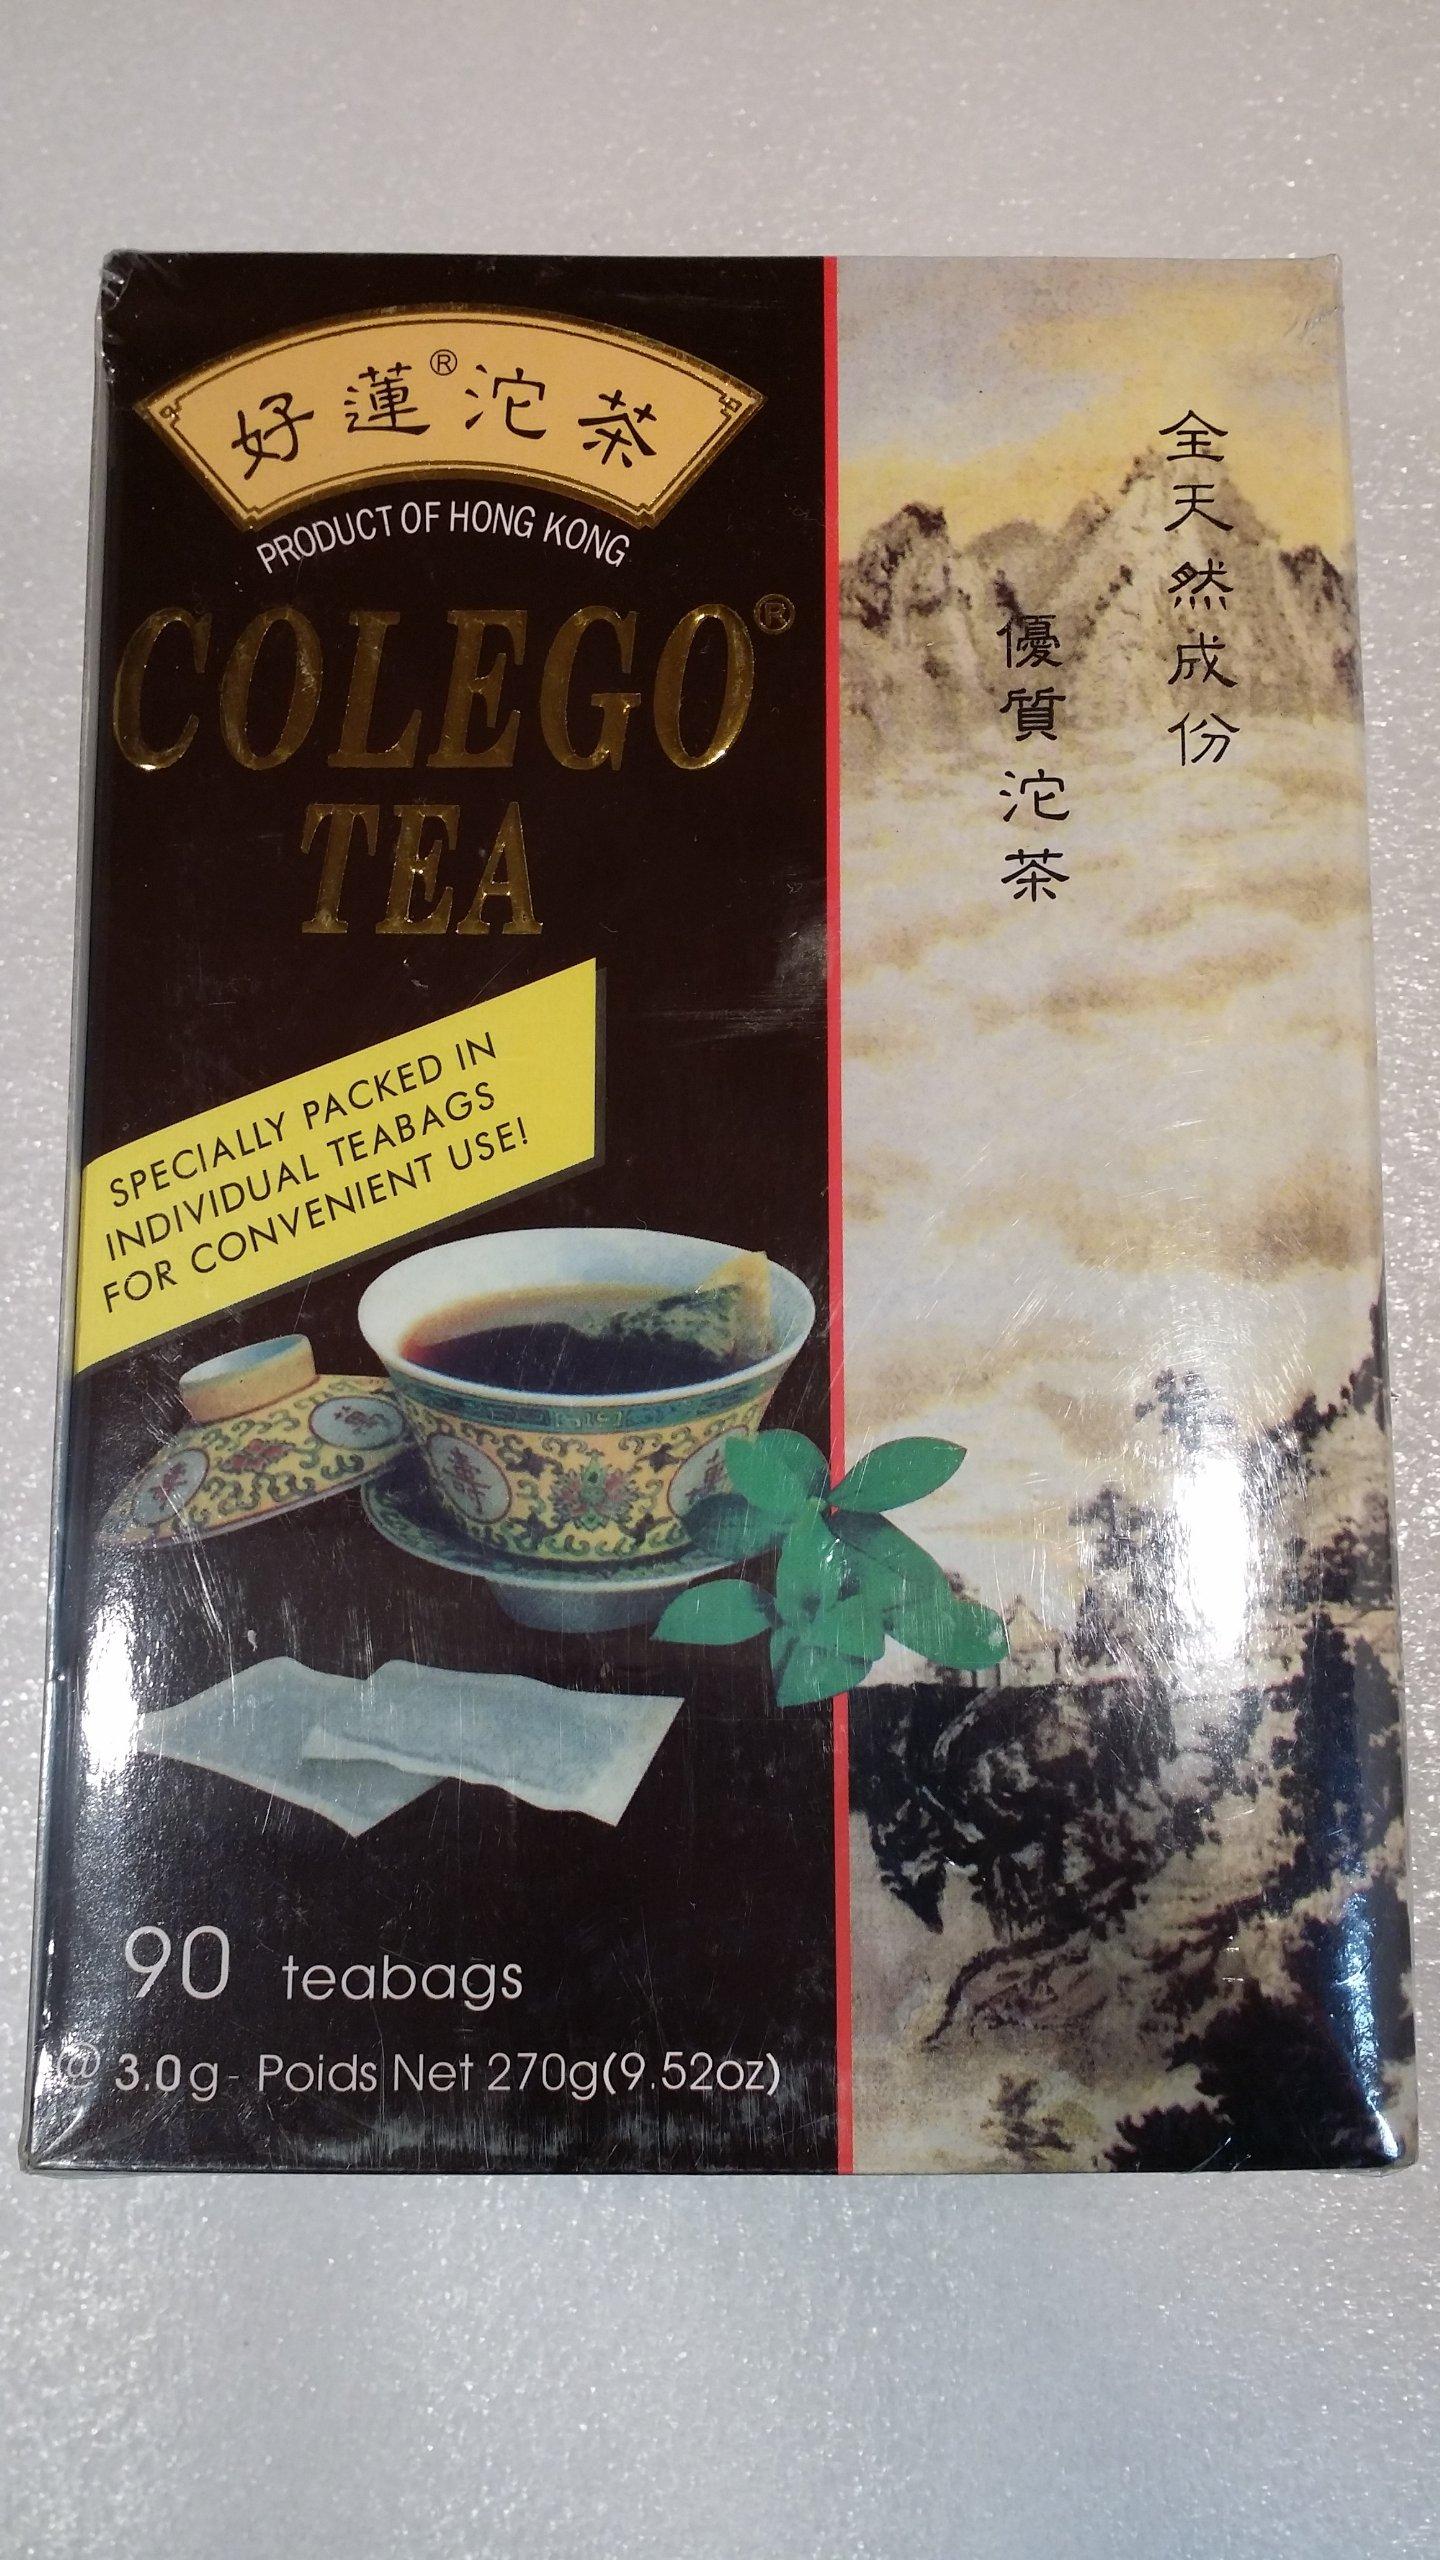 好蓮®沱茶
PRODUCT OF HONG KONG
COLEGO®
TEA
SPECIALLY PACKED IN
INDIVIDUAL TEABAGS
FOR CONVENIENT USE!
90 teabags
@ 3.0g - Poids Net 270g(9.52oz)
全天然成份
優質沱茶